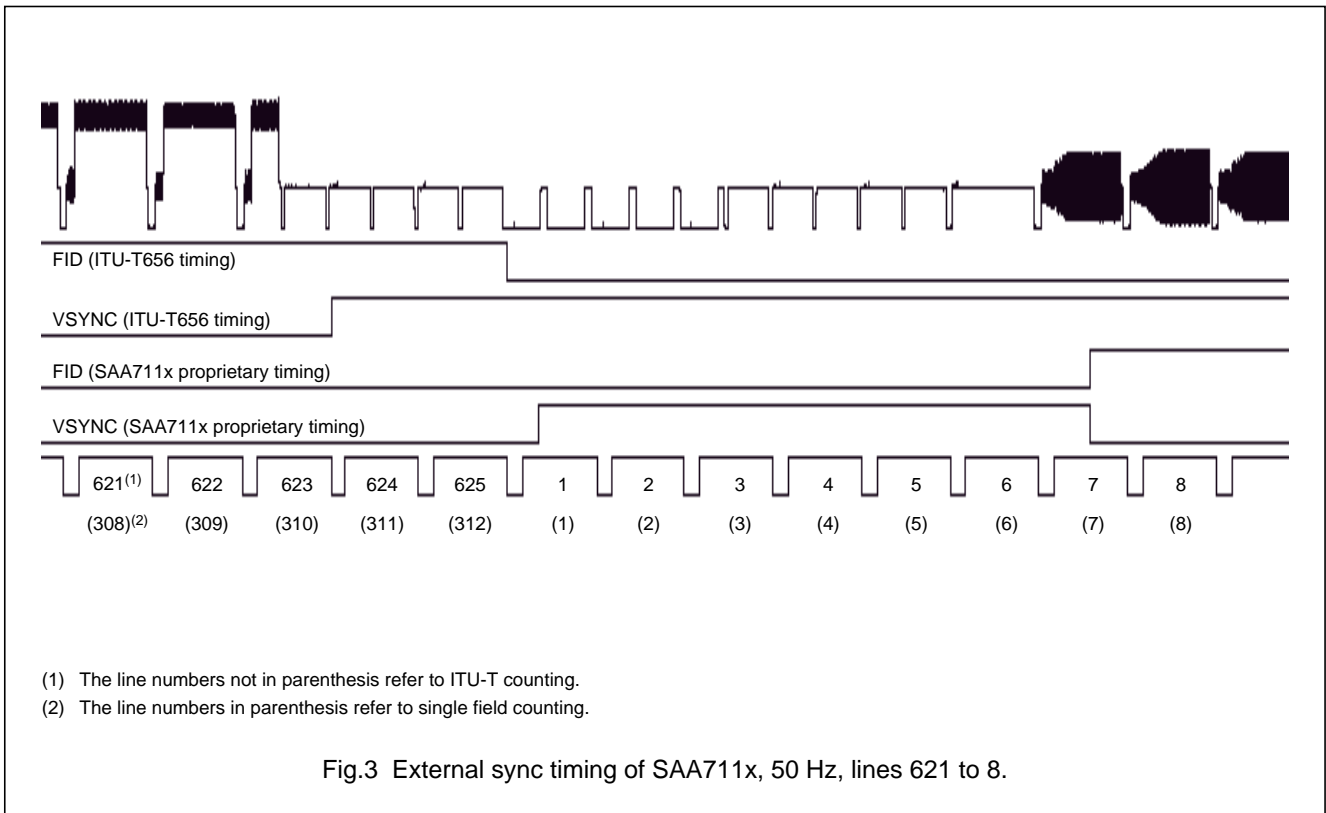 FID (ITU-T656 timing)
VSYNC (ITU-T656 timing)
FID (SAA711x proprietary timing)
VSYNC (SAA711x proprietary timing)
621(1) 622 623 624 625 1 2 3 4 5 6 7 8
(308)(2) (309) (310) (311) (312) (1) (2) (3) (4) (5) (6) (7) (8)
(1) The line numbers not in parenthesis refer to ITU-T counting.
(2) The line numbers in parenthesis refer to single field counting.
Fig.3 External sync timing of SAA711x, 50 Hz, lines 621 to 8.